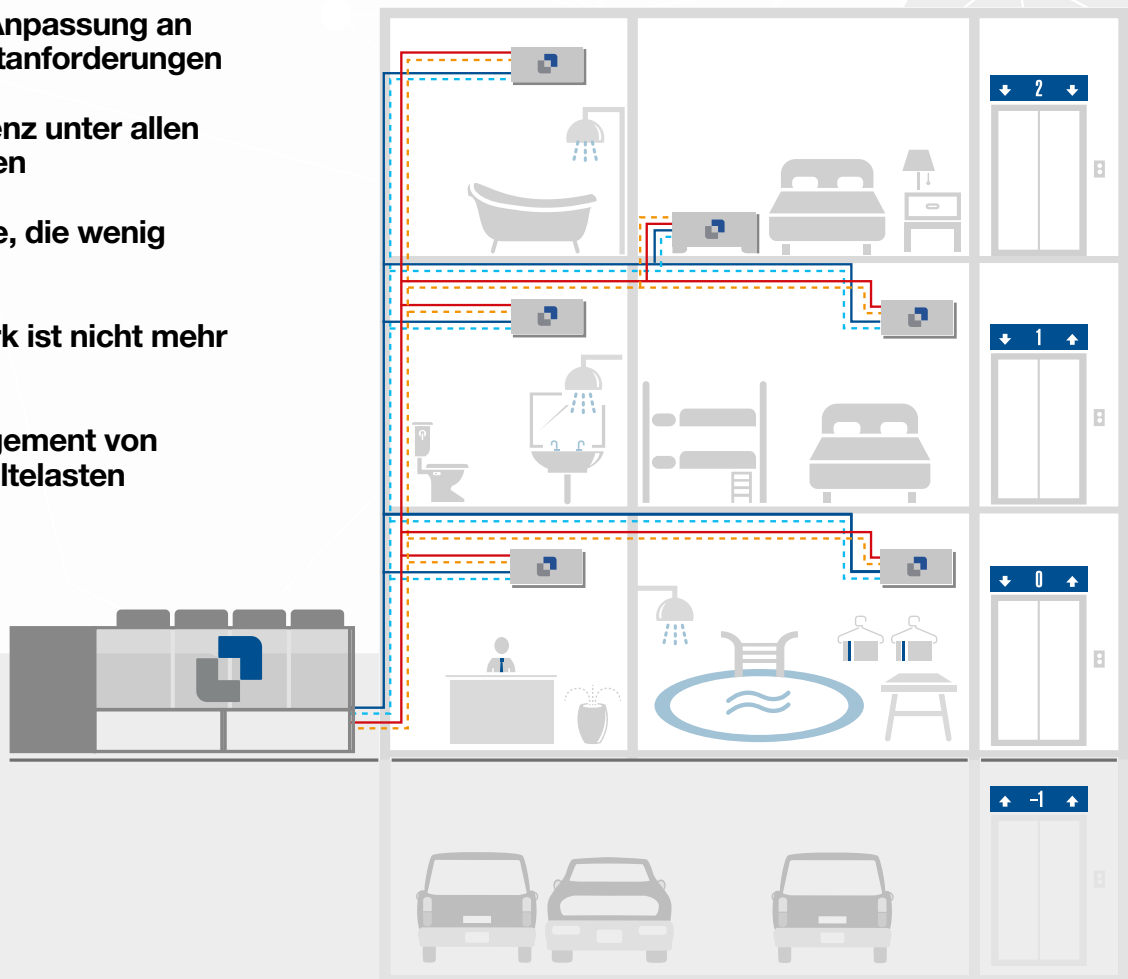 Anpassung an
tanforderungen
enz unter allen
en
e, die wenig
rk ist nicht mehr
gement von
ltelasten
2
1
0
-1